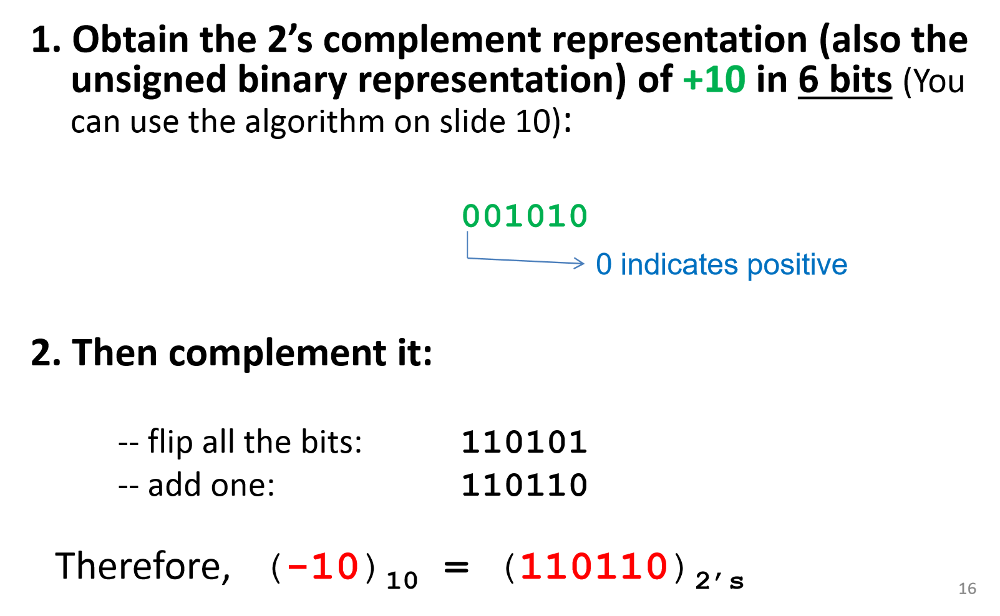 1. Obtain the 2’s complement representation (also the
unsigned binary representation) of +10 in 6 bits (You
can use the algorithm on slide 10):
001010
0 indicates positive
2. Then complement it:
-- flip all the bits: 110101
-- add one: 110110
Therefore, (-10)10 = (110110)2’s
16